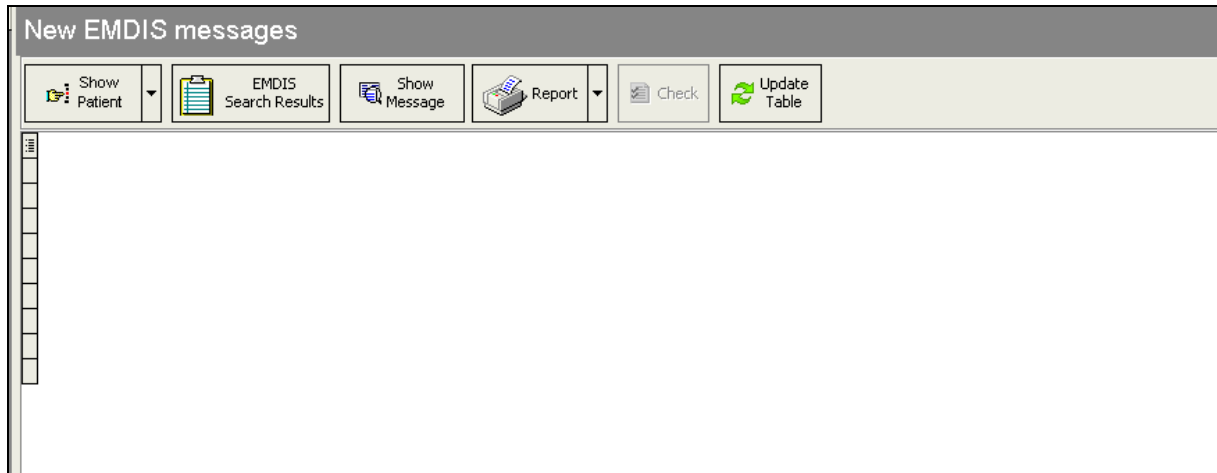 New EMDIS messages
Show
Patient
EMDIS
Search Results
Show
Message
Report
Check
Update
Table